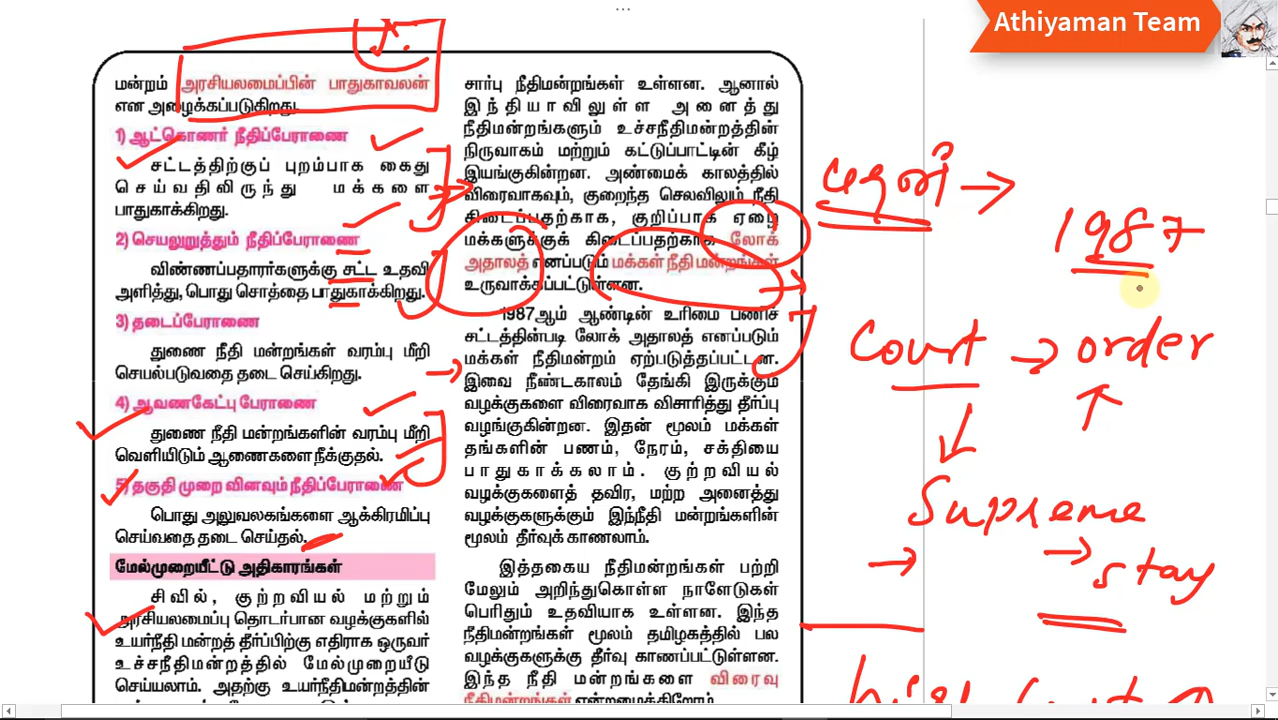 Athiyaman Team
மன்றம் அரசியலமைப்பின் பாதுகாவலன்
என அழைக்கப்படுகிறது.
1) ஆட்கொணர் நீதிப்பேராணை
சட்டத்திற்குப் புறம்பாக கைது
செய்வதிலிருந்து மக்களை
பாதுகாக்கிறது.
2) செயலுறுத்தும் நீதிப்பேராணை
விண்ணப்பதாரர்களுக்கு சட்ட உதவி
அளித்து, பொது சொத்தை பாதுகாக்கிறது.
3) தடைப்பேராணை
துணை நீதி மன்றங்கள் வரம்பு மீறி
செயல்படுவதை தடை செய்கிறது.
4) ஆவணகேட்பு பேராணை
துணை நீதி மன்றங்களின் வரம்பு மீறி
வெளியிடும் ஆணைகளை நீக்குதல்.
5) தகுதி முறை வினவும் நீதிப்பேராணை
பொது அலுவலகங்களை ஆக்கிரமிப்பு
செய்வதை தடை செய்தல்.
மேல்முறையீட்டு அதிகாரங்கள்
சிவில், குற்றவியல் மற்றும்
அரசியலமைப்பு தொடர்பான வழக்குகளில்
உயர்நீதி மன்றத் தீர்ப்பிற்கு எதிராக ஒருவர்
உச்சநீதிமன்றத்தில் மேல்முறையீடு
செய்யலாம். அதற்கு உயர்நீதிமன்றத்தின்
சார்பு நீதிமன்றங்கள் உள்ளன. ஆனால்
இந்தியாவிலுள்ள அனைத்து
நீதிமன்றங்களும் உச்சநீதிமன்றத்தின்
நிருவாகம் மற்றும் கட்டுப்பாட்டின் கீழ்
இயங்குகின்றன. அண்மைக் காலத்தில்
விரைவாகவும், குறைந்த செலவிலும் நீதி
கிடைப்பதற்காக, குறிப்பாக ஏழை
மக்களுக்குக் கிடைப்பதற்காக லோக்
அதாலத் எனப்படும் மக்கள் நீதி மன்றங்கள்
உருவாக்கப்பட்டுள்ளன.
1987ஆம் ஆண்டின் உரிமை பணிச்
சட்டத்தின்படி லோக் அதாலத் எனப்படும்
மக்கள் நீதிமன்றம் ஏற்படுத்தப்பட்டன.
இவை நீண்டகாலம் தேங்கி இருக்கும்
வழக்குகளை விரைவாக விசாரித்து தீர்ப்பு
வழங்குகின்றன. இதன் மூலம் மக்கள்
தங்களின் பணம், நேரம், சக்தியை
பாதுகாக்கலாம். குற்றவியல்
வழக்குகளைத் தவிர, மற்ற அனைத்து
வழக்குகளுக்கும் இந்நீதி மன்றங்களின்
மூலம் தீர்வுக் காணலாம்.
இத்தகைய நீதிமன்றங்கள் பற்றி
மேலும் அறிந்துகொள்ள நாளேடுகள்
பெரிதும் உதவியாக உள்ளன. இந்த
நீதிமன்றங்கள் மூலம் தமிழகத்தில் பல
வழக்குகளுக்கு தீர்வு காணப்பட்டுள்ளன.
இந்த நீதி மன்றங்களை விரைவு
நீதிமன்றங்கள் என்றமைக்கிறோம்.
1987
Court → order
Supreme
→ stay
high Court